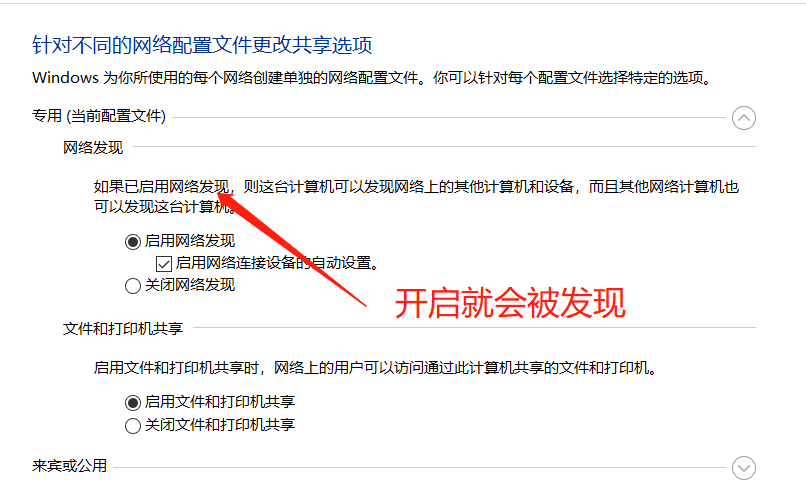 针对不同的网络配置文件更改共享选项
Windows 为你所使用的每个网络创建单独的网络配置文件。你可以针对每个配置文件选择特定的选项。
专用 (当前配置文件)
网络发现
如果已启用网络发现，则这台计算机可以发现网络上的其他计算机和设备，而且其他网络计算机也
可以发现这台计算机。
启用网络发现
启用网络连接设备的自动设置。
关闭网络发现
开启就会被发现
文件和打印机共享
启用文件和打印机共享时，网络上的用户可以访问通过此计算机共享的文件和打印机。
启用文件和打印机共享
关闭文件和打印机共享
来宾或公用